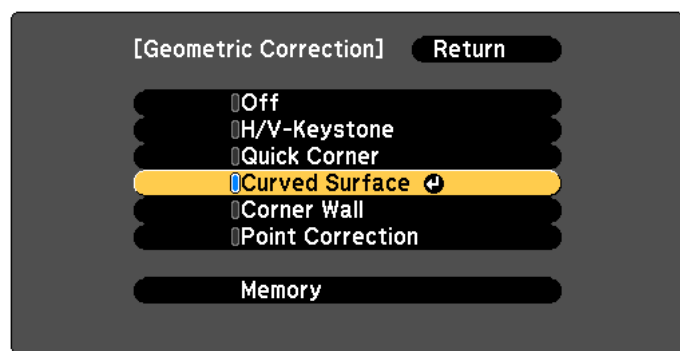 [Geometric Correction] Return
Off
H/V-Keystone
Quick Corner
Curved Surface
Corner Wall
Point Correction
Memory